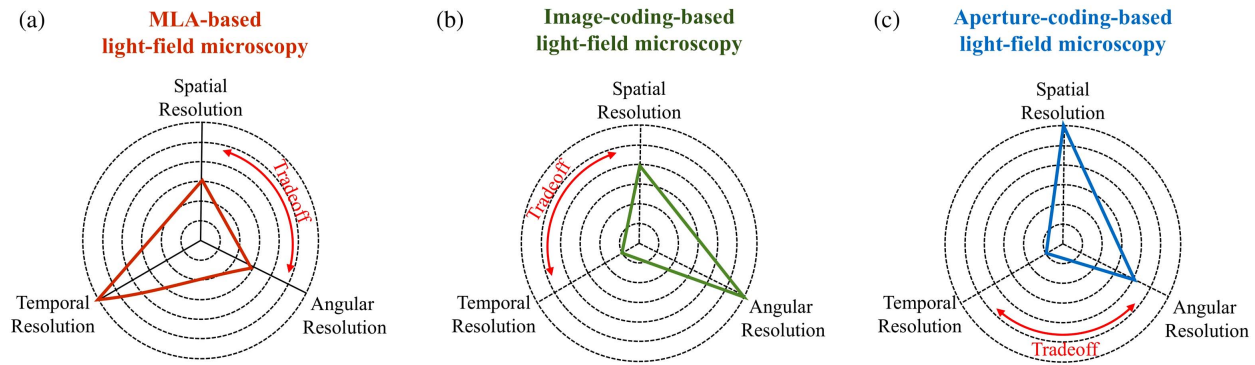 (a)
MLA-based
light-field microscopy
Spatial
Resolution
Tradeoff
Temporal
Resolution
Angular
Resolution
(b)
Image-coding-based
light-field microscopy
Spatial
Resolution
Tradeoff
Temporal
Resolution
Angular
Resolution
(c)
Aperture-coding-based
light-field microscopy
Spatial
Resolution
Temporal
Resolution
Angular
Resolution
Tradeoff